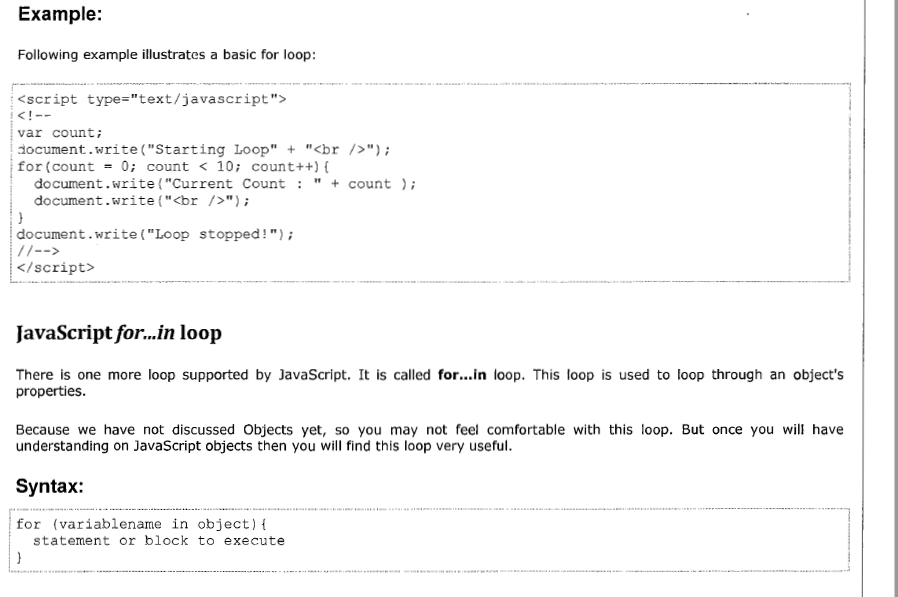 Example:
Following example illustrates a basic for loop:
<script type="text/javascript">
<!--
var count;
document.write("Starting Loop" + "<br />");
for(count = 0; count < 10; count++){
  document.write("Current Count : " + count );
  document.write("<br />");
}
document.write("Loop stopped!");
//-->
</script>
JavaScript for...in loop
There is one more loop supported by JavaScript. It is called for...in loop. This loop is used to loop through an object's
properties.
Because we have not discussed Objects yet, so you may not feel comfortable with this loop. But once you will have
understanding on JavaScript objects then you will find this loop very useful.
Syntax:
for (variablename in object){
  statement or block to execute
}